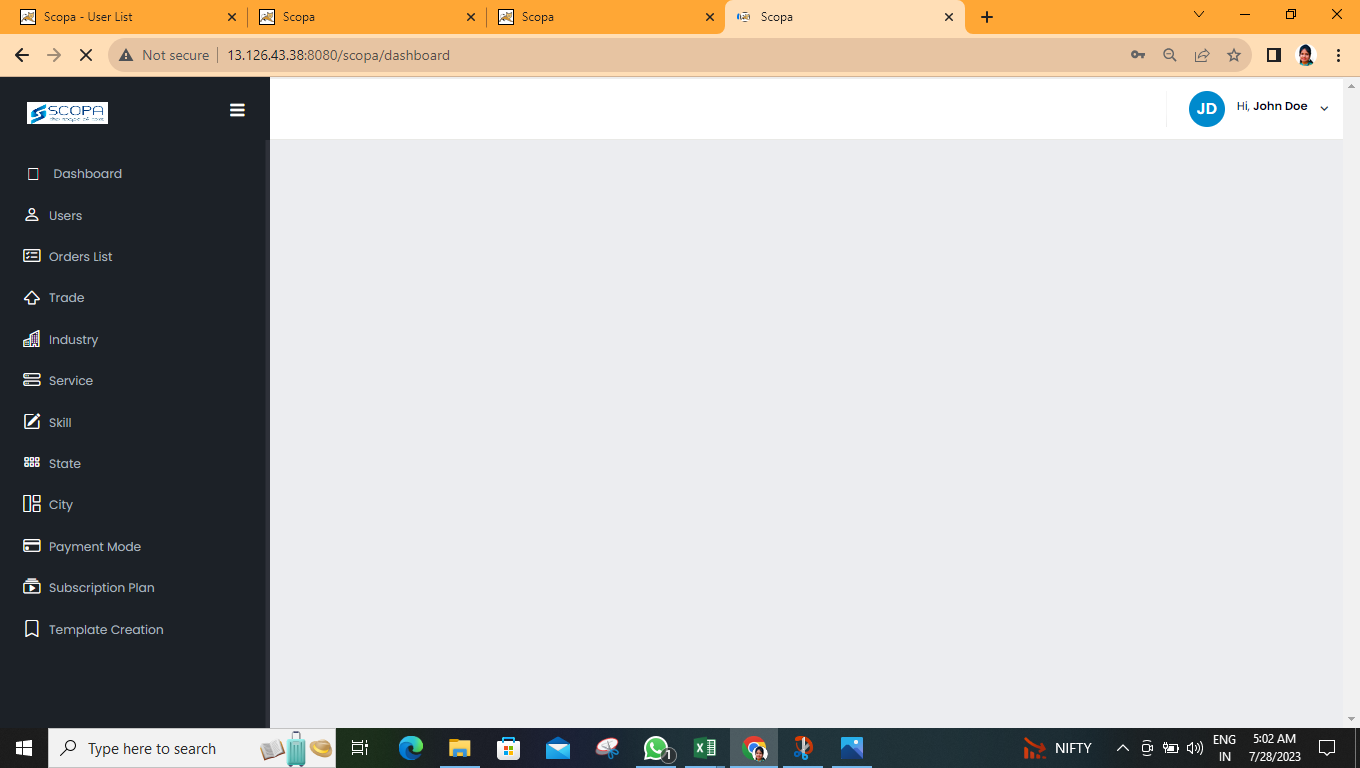 Scopa - User List
Scopa
Scopa
Scopa
Not secure
13.126.43.38:8080/scopa/dashboard
SCOPA
JD
Hi, John Doe
Dashboard
Users
Orders List
Trade
Industry
Service
Skill
State
City
Payment Mode
Subscription Plan
Template Creation
Type here to search
1
NIFTY
ENG
IN
5:02 AM
7/28/2023